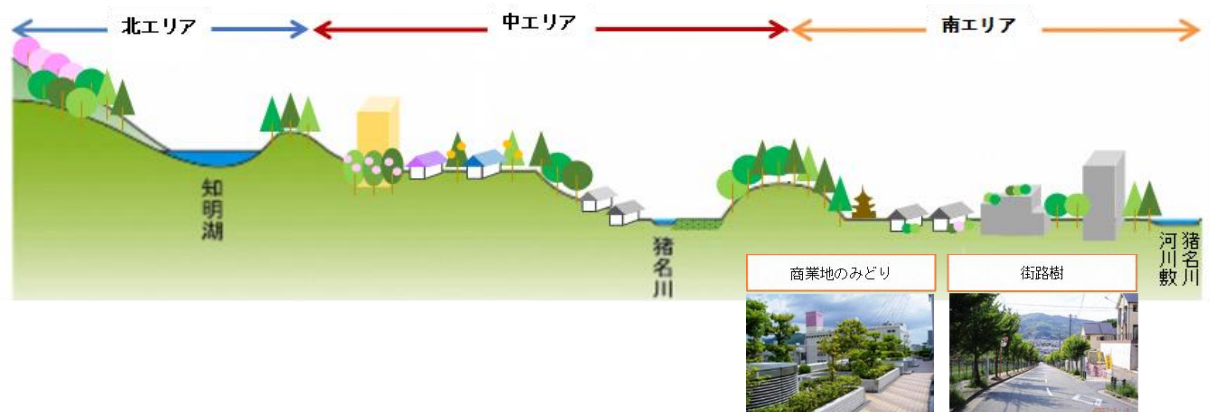 北エリア
中エリア
南エリア
知明湖
猪名川
猪名川
河川敷
商業地のみどり
街路樹